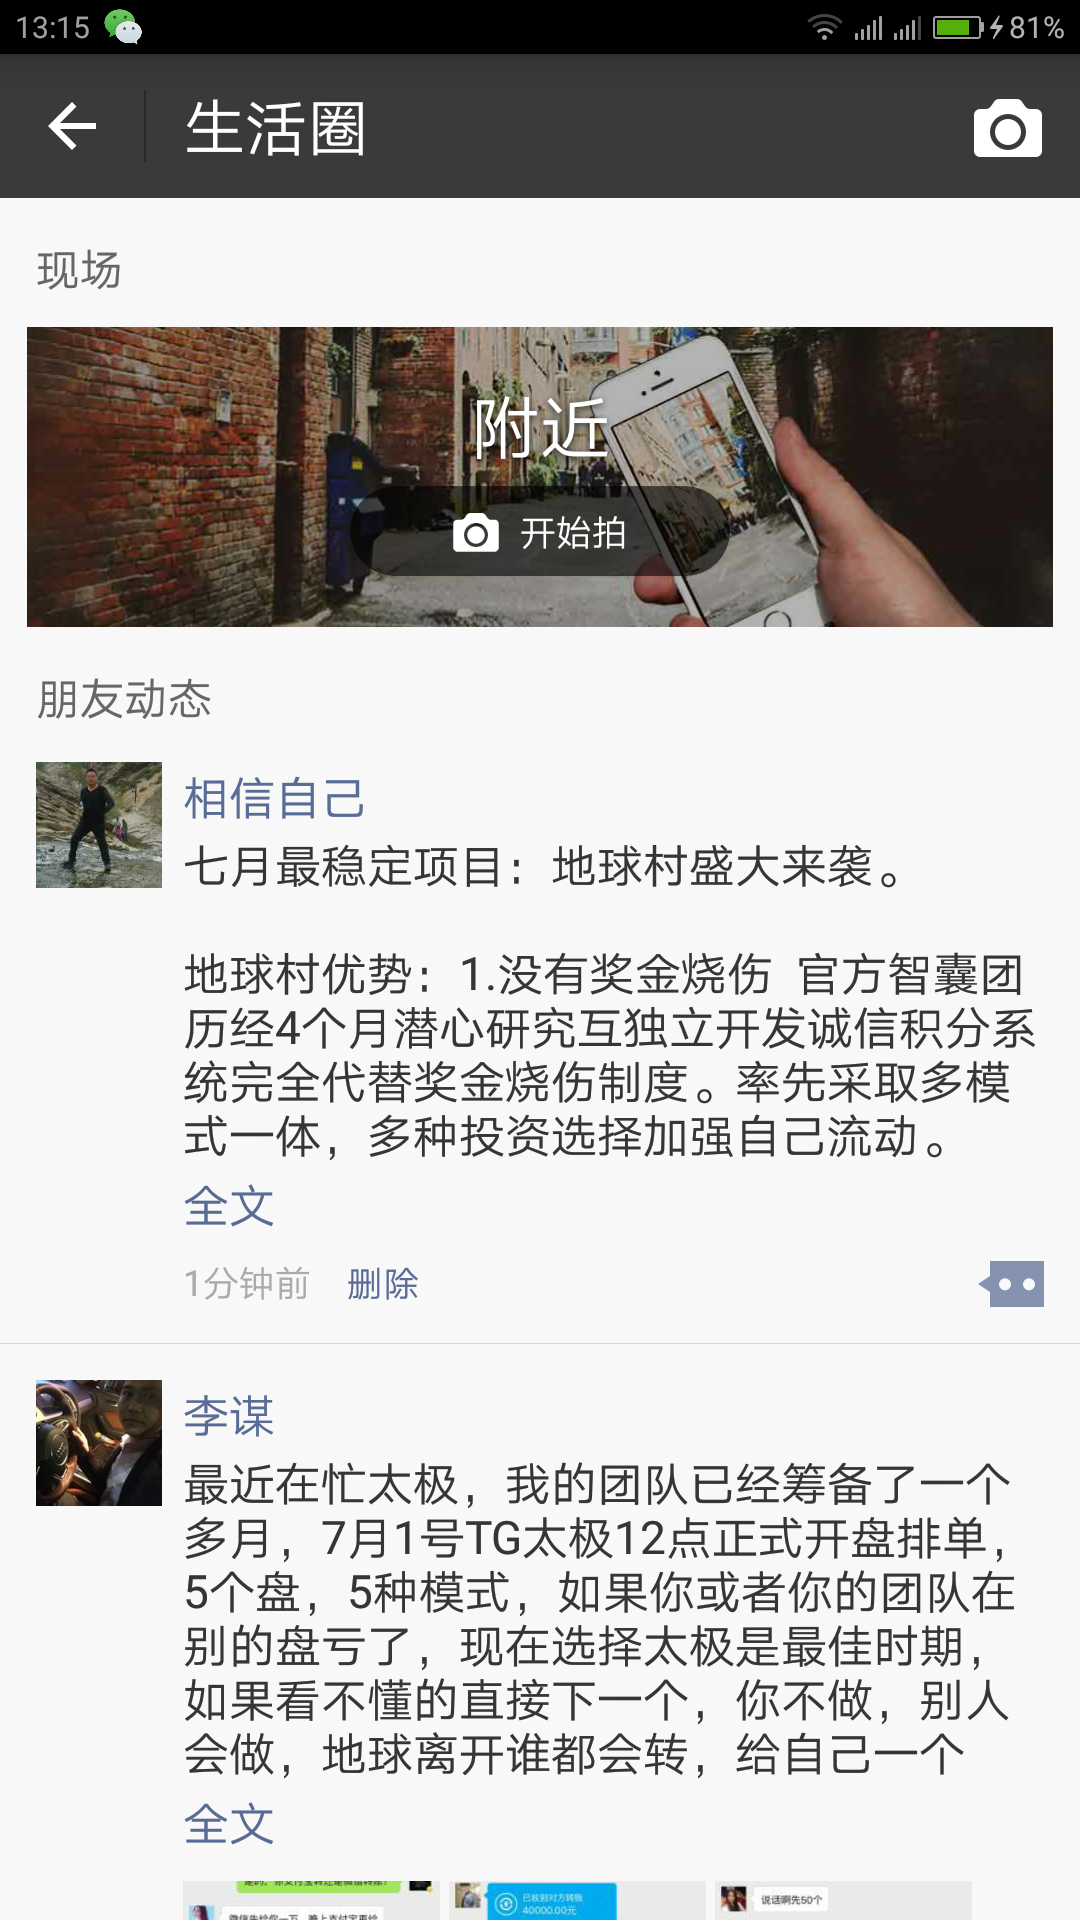 13:15
81%
生活圈
现场
附近
开始拍
朋友动态
相信自己
七月最稳定项目：地球村盛大来袭。
地球村优势：1.没有奖金烧伤 官方智囊团
历经4个月潜心研究互独立开发诚信积分系
统完全代替奖金烧伤制度。率先采取多模
式一体，多种投资选择加强自己流动。
全文
1分钟前 删除
李谋
最近在忙太极，我的团队已经筹备了一个
多月，7月1号TG太极12点正式开盘排单，
5个盘，5种模式，如果你或者你的团队在
别的盘亏了，现在选择太极是最佳时期，
如果看不懂的直接下一个，你不做，别人
会做，地球离开谁都会转，给自己一个
全文
已收到对方转账
40000.00元
说话啊先50个